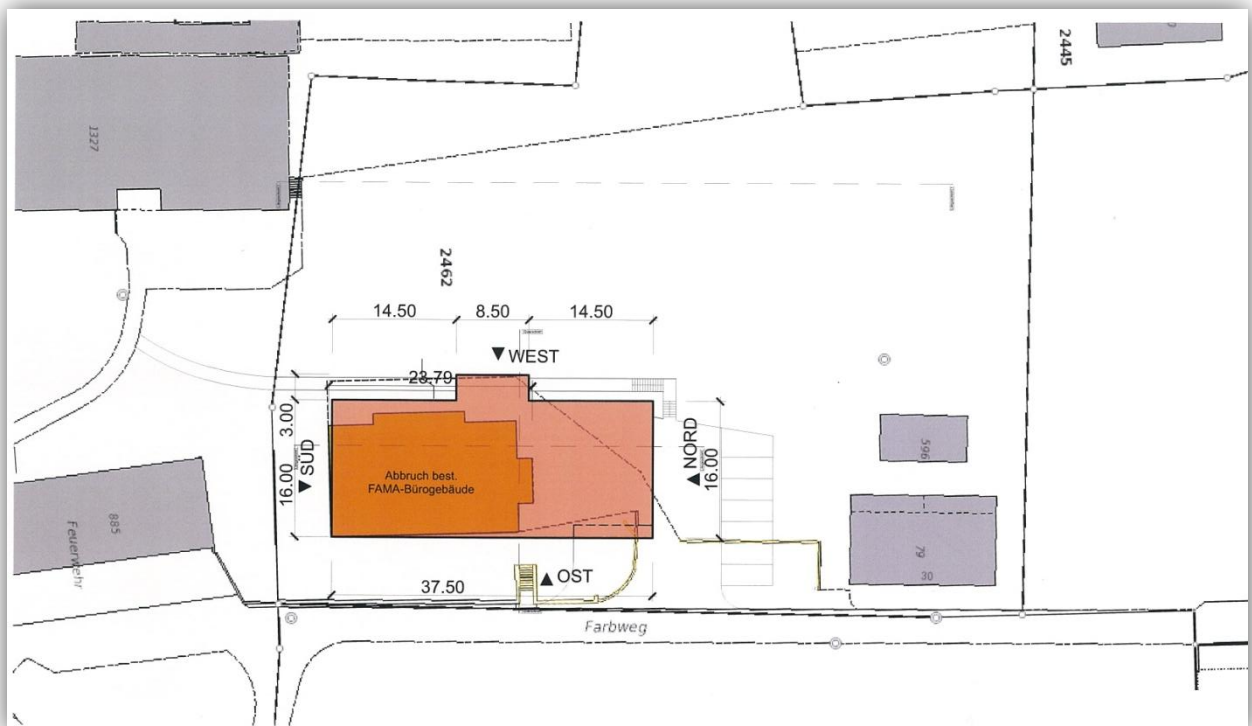 2445
1327
2462
14.50
8.50
14.50
▼WEST
23.79
3.00
▼SÜD
16.00
▲NORD
16.00
Abbruch best.
FAMA-Bürogebäude
596
885
Feuerwehr
79
30
▲OST
37.50
Farbweg